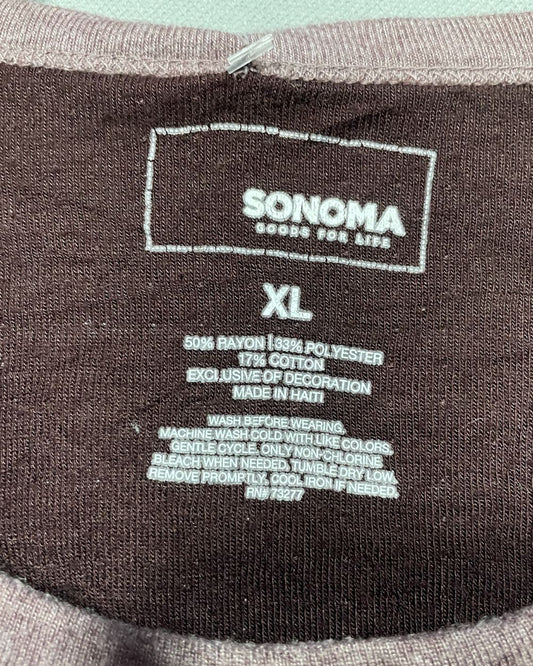 SONOMA
GOODS FOR LIFE
XL
50% RAYON | 33% POLYESTER
17% COTTON
EXCLUSIVE OF DECORATION
MADE IN HAITI
WASH BEFORE WEARING.
MACHINE WASH COLD WITH LIKE COLORS.
GENTLE CYCLE. ONLY NON-CHLORINE
BLEACH WHEN NEEDED. TUMBLE DRY LOW.
REMOVE PROMPTLY. COOL IRON IF NEEDED.
RN# 73277